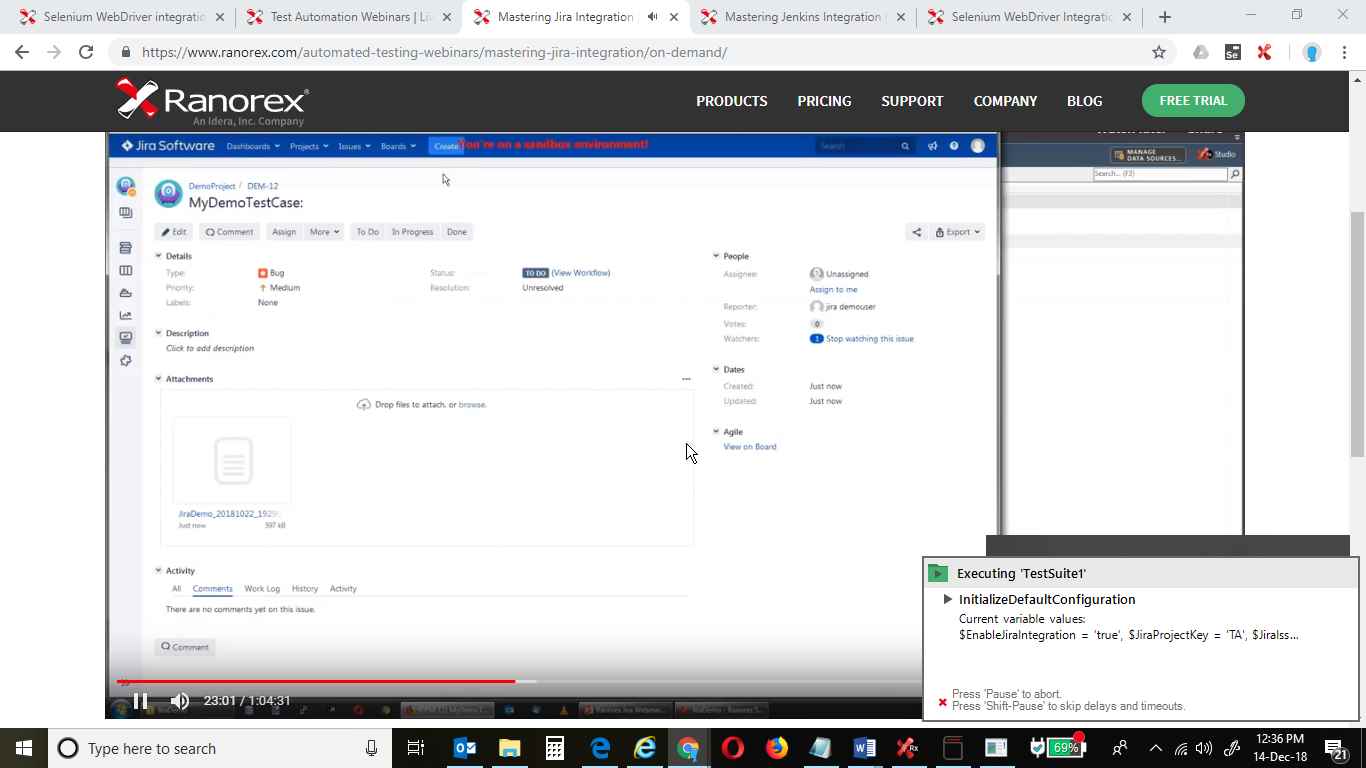 Selenium WebDriver integratio
Test Automation Webinars | Li
Mastering Jira Integration
Mastering Jenkins Integration
Selenium WebDriver Integratio
https://www.ranorex.com/automated-testing-webinars/mastering-jira-integration/on-demand/
Ranorex
An Idera, Inc. Company
PRODUCTS PRICING SUPPORT COMPANY BLOG FREE TRIAL
Jira Software Dashboards Projects Issues Boards Create You're on a sandbox environment! Search
MANAGE DATA SOURCES... Studio
Search... (F3)
DemoProject / DEM-12
MyDemoTestCase:
Edit Comment Assign More To Do In Progress Done Export
Details
Type: Bug Status: TO DO (View Workflow)
Priority: Medium Resolution: Unresolved
Labels: None
Description
Click to add description
Attachments
Drop files to attach, or browse.
JiraDemo_20181022_1929
Just now 597 kB
Activity
All Comments Work Log History Activity
There are no comments yet on this issue.
Comment
People
Assignee: Unassigned
Assign to me
Reporter: jira demouser
Votes: 0
Watchers: 1 Stop watching this issue
Dates
Created: Just now
Updated: Just now
Agile
View on Board
23:01 / 1:04:31
Executing 'TestSuite1'
InitializeDefaultConfiguration
Current variable values:
$EnableJiraIntegration = 'true', $JiraProjectKey = 'TA', $JiraIss...
Press 'Pause' to abort.
Press 'Shift-Pause' to skip delays and timeouts.
Type here to search
69%
12:36 PM
14-Dec-18
21